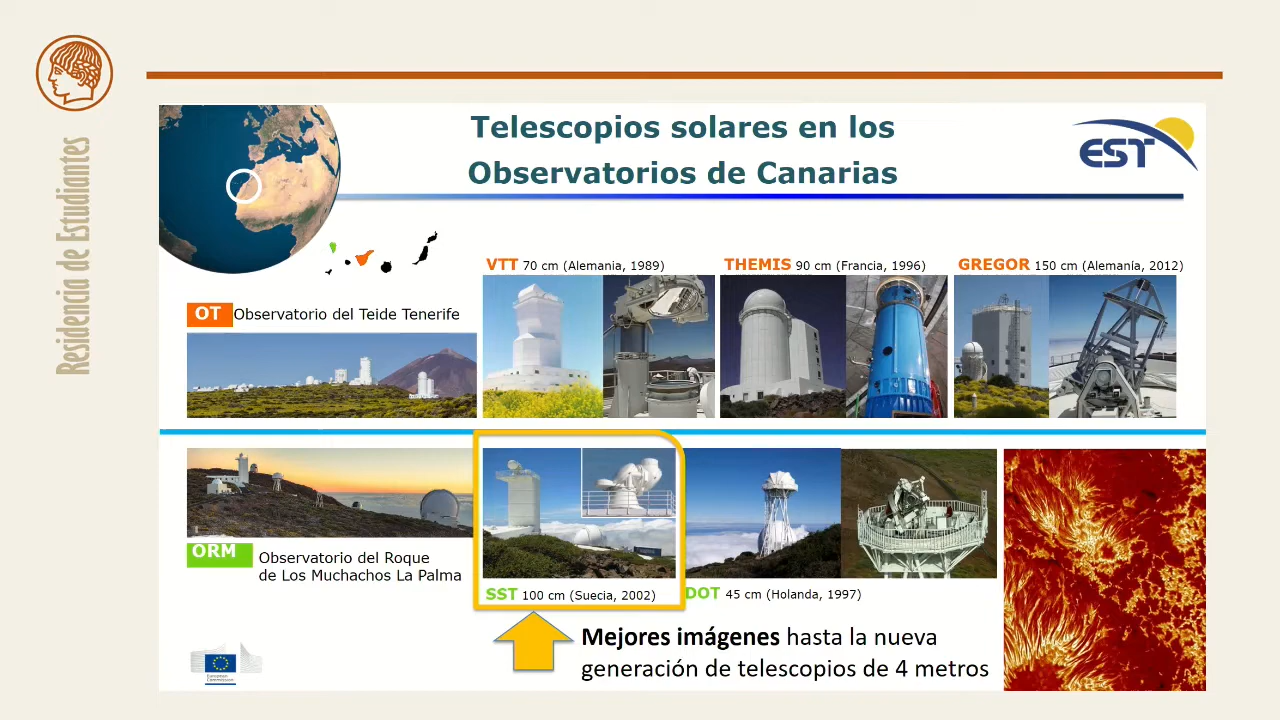 Residencia de Estudiantes
Telescopios solares en los
Observatorios de Canarias
EST
VTT 70 cm (Alemania, 1989)
THEMIS 90 cm (Francia, 1996)
GREGOR 150 cm (Alemania, 2012)
OT Observatorio del Teide Tenerife
ORM
Observatorio del Roque
de Los Muchachos La Palma
SST 100 cm (Suecia, 2002)
DOT 45 cm (Holanda, 1997)
Mejores imágenes hasta la nueva
generación de telescopios de 4 metros
European
Commission